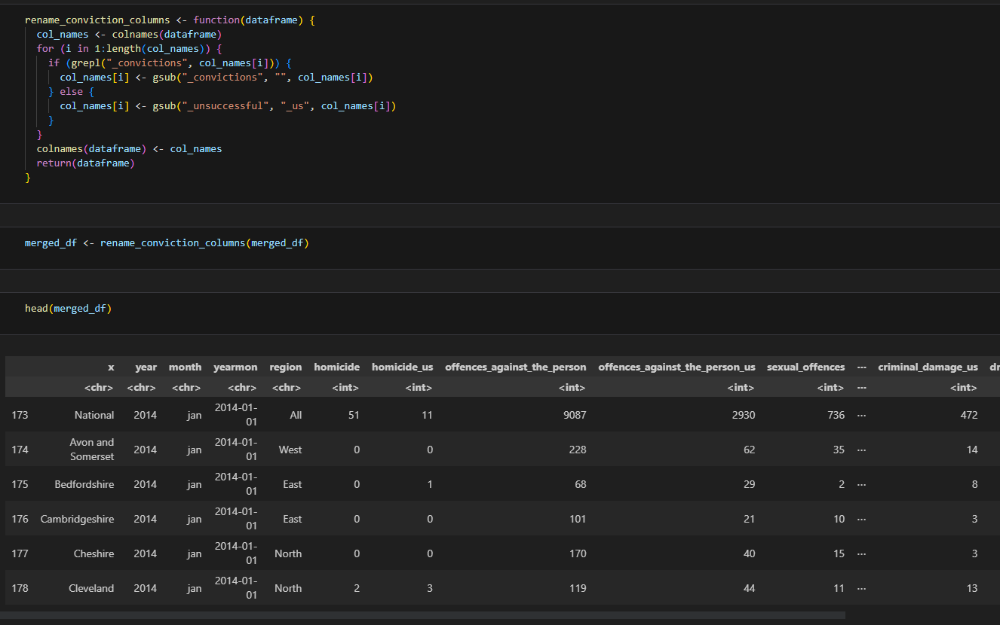 rename_conviction_columns <- function(dataframe) {
  col_names <- colnames(dataframe)
  for (i in 1:length(col_names)) {
    if (grepl("_convictions", col_names[i])) {
      col_names[i] <- gsub("_convictions", "", col_names[i])
    } else {
      col_names[i] <- gsub("_unsuccessful", "_us", col_names[i])
    }
  }
  colnames(dataframe) <- col_names
  return(dataframe)
}
merged_df <- rename_conviction_columns(merged_df)
head(merged_df)
x year month yearmon region homicide homicide_us offences_against_the_person offences_against_the_person_us sexual_offences ... criminal_damage_us dr
<chr> <chr> <chr> <chr> <chr> <int> <int> <int> <int> <int> ... <int>
173 National 2014 jan 2014-01-01 All 51 11 9087 2930 736 ... 472
174 Avon and Somerset 2014 jan 2014-01-01 West 0 0 228 62 35 ... 14
175 Bedfordshire 2014 jan 2014-01-01 East 0 1 68 29 2 ... 8
176 Cambridgeshire 2014 jan 2014-01-01 East 0 0 101 21 10 ... 3
177 Cheshire 2014 jan 2014-01-01 North 0 0 170 40 15 ... 3
178 Cleveland 2014 jan 2014-01-01 North 2 3 119 44 11 ... 13